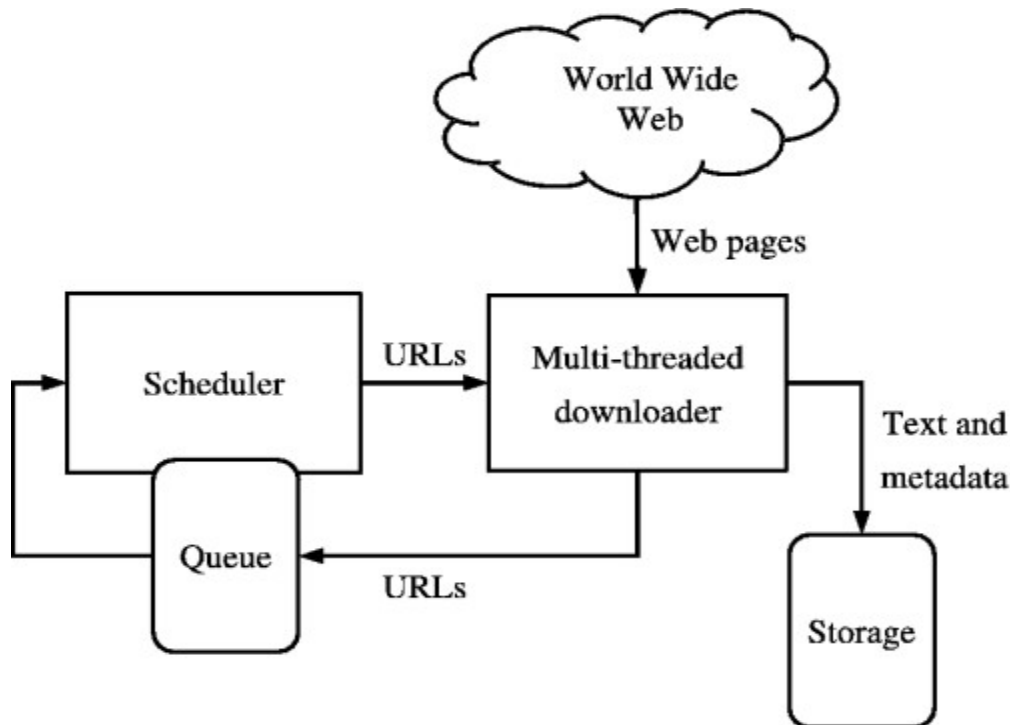 World Wide
Web
Web pages
Scheduler
URLs
Multi-threaded
downloader
Text and
metadata
Queue
URLs
Storage